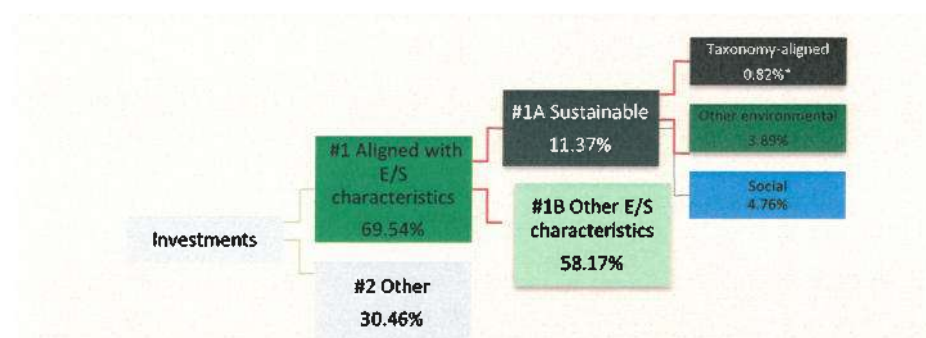 Taxonomy-aligned
0.82%*
#1A Sustainable
11.37%
Other environmental
3.89%
#1 Aligned with
E/S
characteristics
69.54%
Social
4.76%
#1B Other E/S
characteristics
58.17%
Investments
#2 Other
30.46%